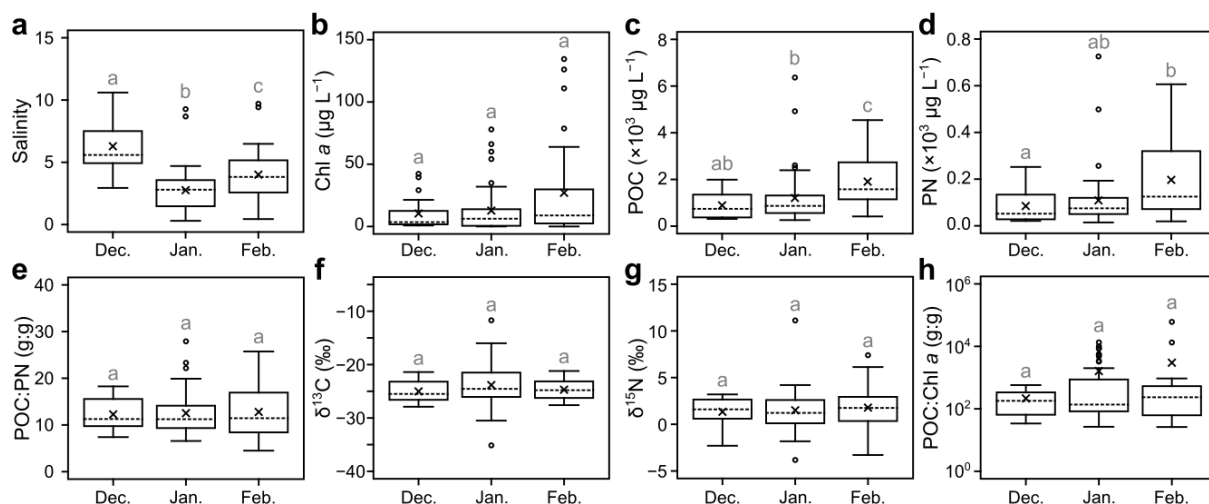 a
15
10
5
0
Salinity
a
b
c
Dec.
Jan.
Feb.
b
150
100
50
0
Chl a (µg L⁻¹)
a
a
a
Dec.
Jan.
Feb.
c
8
6
4
2
0
POC (×10³ µg L⁻¹)
ab
b
c
Dec.
Jan.
Feb.
d
0.8
0.6
0.4
0.2
0.0
PN (×10³ µg L⁻¹)
a
ab
b
Dec.
Jan.
Feb.
e
40
30
20
10
0
POC:PN (g:g)
a
a
a
Dec.
Jan.
Feb.
f
−10
−20
−30
−40
δ¹³C (‰)
a
a
a
Dec.
Jan.
Feb.
g
15
10
5
0
−5
δ¹⁵N (‰)
a
a
a
Dec.
Jan.
Feb.
h
10⁶
10⁴
10²
10⁰
POC:Chl a (g:g)
a
a
a
Dec.
Jan.
Feb.